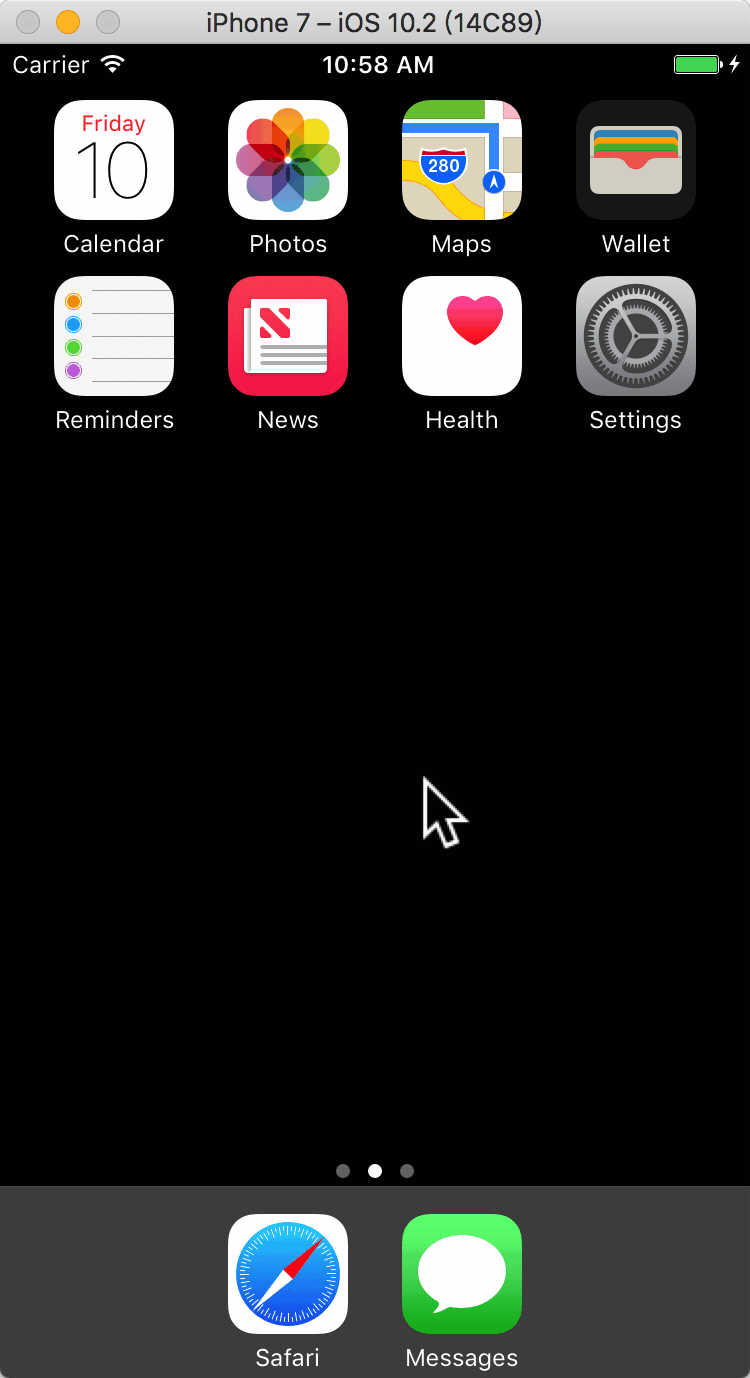 iPhone 7 – iOS 10.2 (14C89)
Carrier 10:58 AM
Friday
10
280
Calendar Photos Maps Wallet
Reminders News Health Settings
Safari Messages